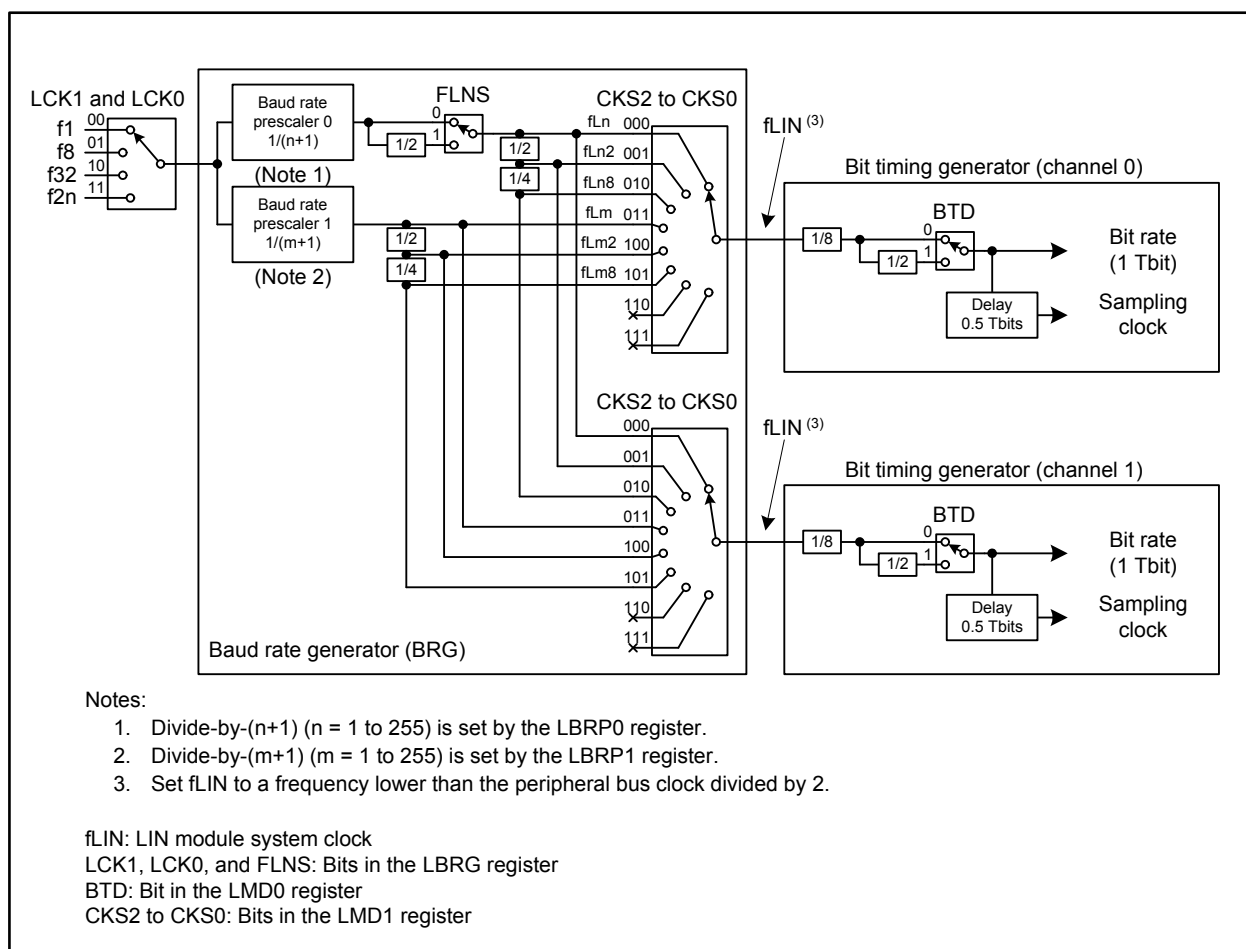 LCK1 and LCK0
00
f1
01
f8
10
f32
11
f2n
Baud rate
prescaler 0
1/(n+1)
(Note 1)
Baud rate
prescaler 1
1/(m+1)
(Note 2)
FLNS
0
1
1/2
1/2
1/4
1/2
1/4
CKS2 to CKS0
fLn
000
fLn2
001
fLn8
010
fLm
011
fLm2
100
fLm8
101
110
111
CKS2 to CKS0
000
001
010
011
100
101
110
111
Baud rate generator (BRG)
fLIN (3)
Bit timing generator (channel 0)
1/8
BTD
0
1
1/2
Delay
0.5 Tbits
Bit rate
(1 Tbit)
Sampling
clock
fLIN (3)
Bit timing generator (channel 1)
1/8
BTD
0
1
1/2
Delay
0.5 Tbits
Bit rate
(1 Tbit)
Sampling
clock
Notes:
1. Divide-by-(n+1) (n = 1 to 255) is set by the LBRP0 register.
2. Divide-by-(m+1) (m = 1 to 255) is set by the LBRP1 register.
3. Set fLIN to a frequency lower than the peripheral bus clock divided by 2.
fLIN: LIN module system clock
LCK1, LCK0, and FLNS: Bits in the LBRG register
BTD: Bit in the LMD0 register
CKS2 to CKS0: Bits in the LMD1 register